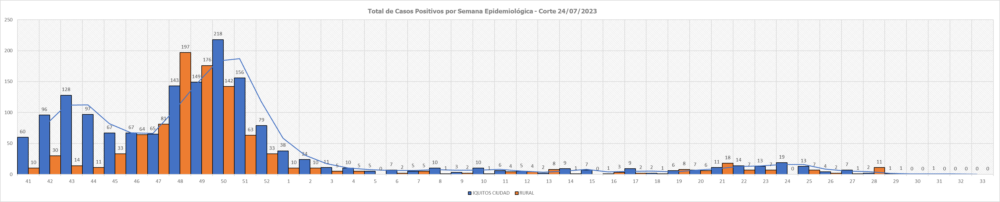 Total de Casos Positivos por Semana Epidemiológica - Corte 24/07/2023
250
200
150
100
50
0
60 10 96 30 128 14 97 11 67 33 67 64 65 81 143 197 149 176 218 142 156 63 79 33 38 10 24 10 11 5 10 5 5 0 7 2 5 5 10 1 3 2 10 1 6 4 5 4 2 8 9 1 7 0 1 3 9 2 2 1 6 8 7 6 11 18 14 7 13 7 19 0 13 7 4 2 7 1 2 11 1 1 0 0 1 0 0 0 0 0
41 42 43 44 45 46 47 48 49 50 51 52 1 2 3 4 5 6 7 8 9 10 11 12 13 14 15 16 17 18 19 20 21 22 23 24 25 26 27 28 29 30 31 32 33
IQUITOS CIUDAD RURAL